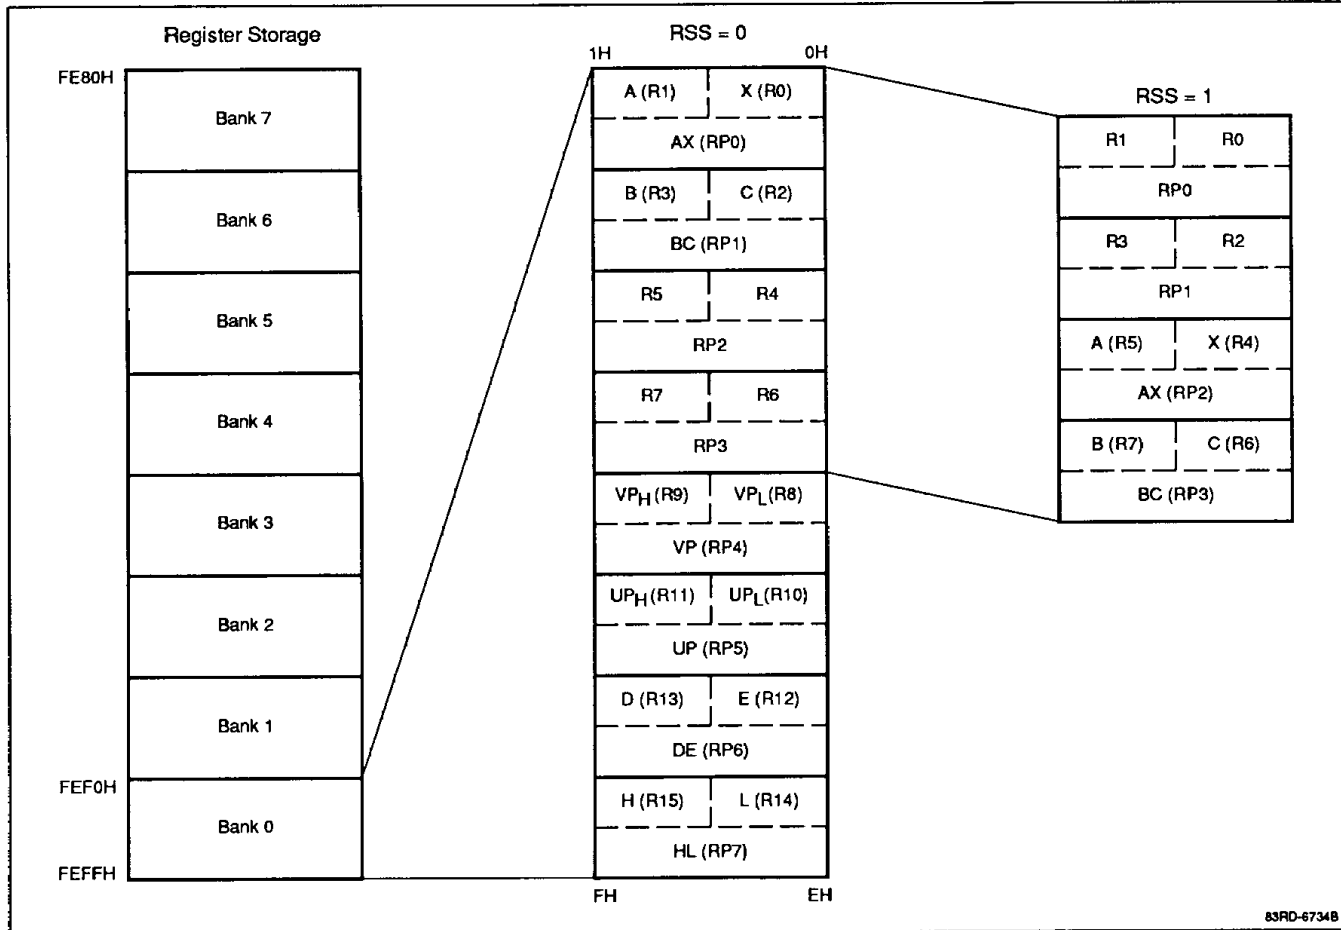 Register Storage
FE80H
Bank 7
Bank 6
Bank 5
Bank 4
Bank 3
Bank 2
Bank 1
FEF0H
Bank 0
FEFFH
RSS = 0
1H 0H
A (R1) X (R0)
AX (RP0)
B (R3) C (R2)
BC (RP1)
R5 R4
RP2
R7 R6
RP3
VPH (R9) VPL (R8)
VP (RP4)
UPH (R11) UPL(R10)
UP (RP5)
D (R13) E (R12)
DE (RP6)
H (R15) L (R14)
HL (RP7)
FH EH
RSS = 1
R1 R0
RP0
R3 R2
RP1
A (R5) X (R4)
AX (RP2)
B (R7) C (R6)
BC (RP3)
83RD-6734B